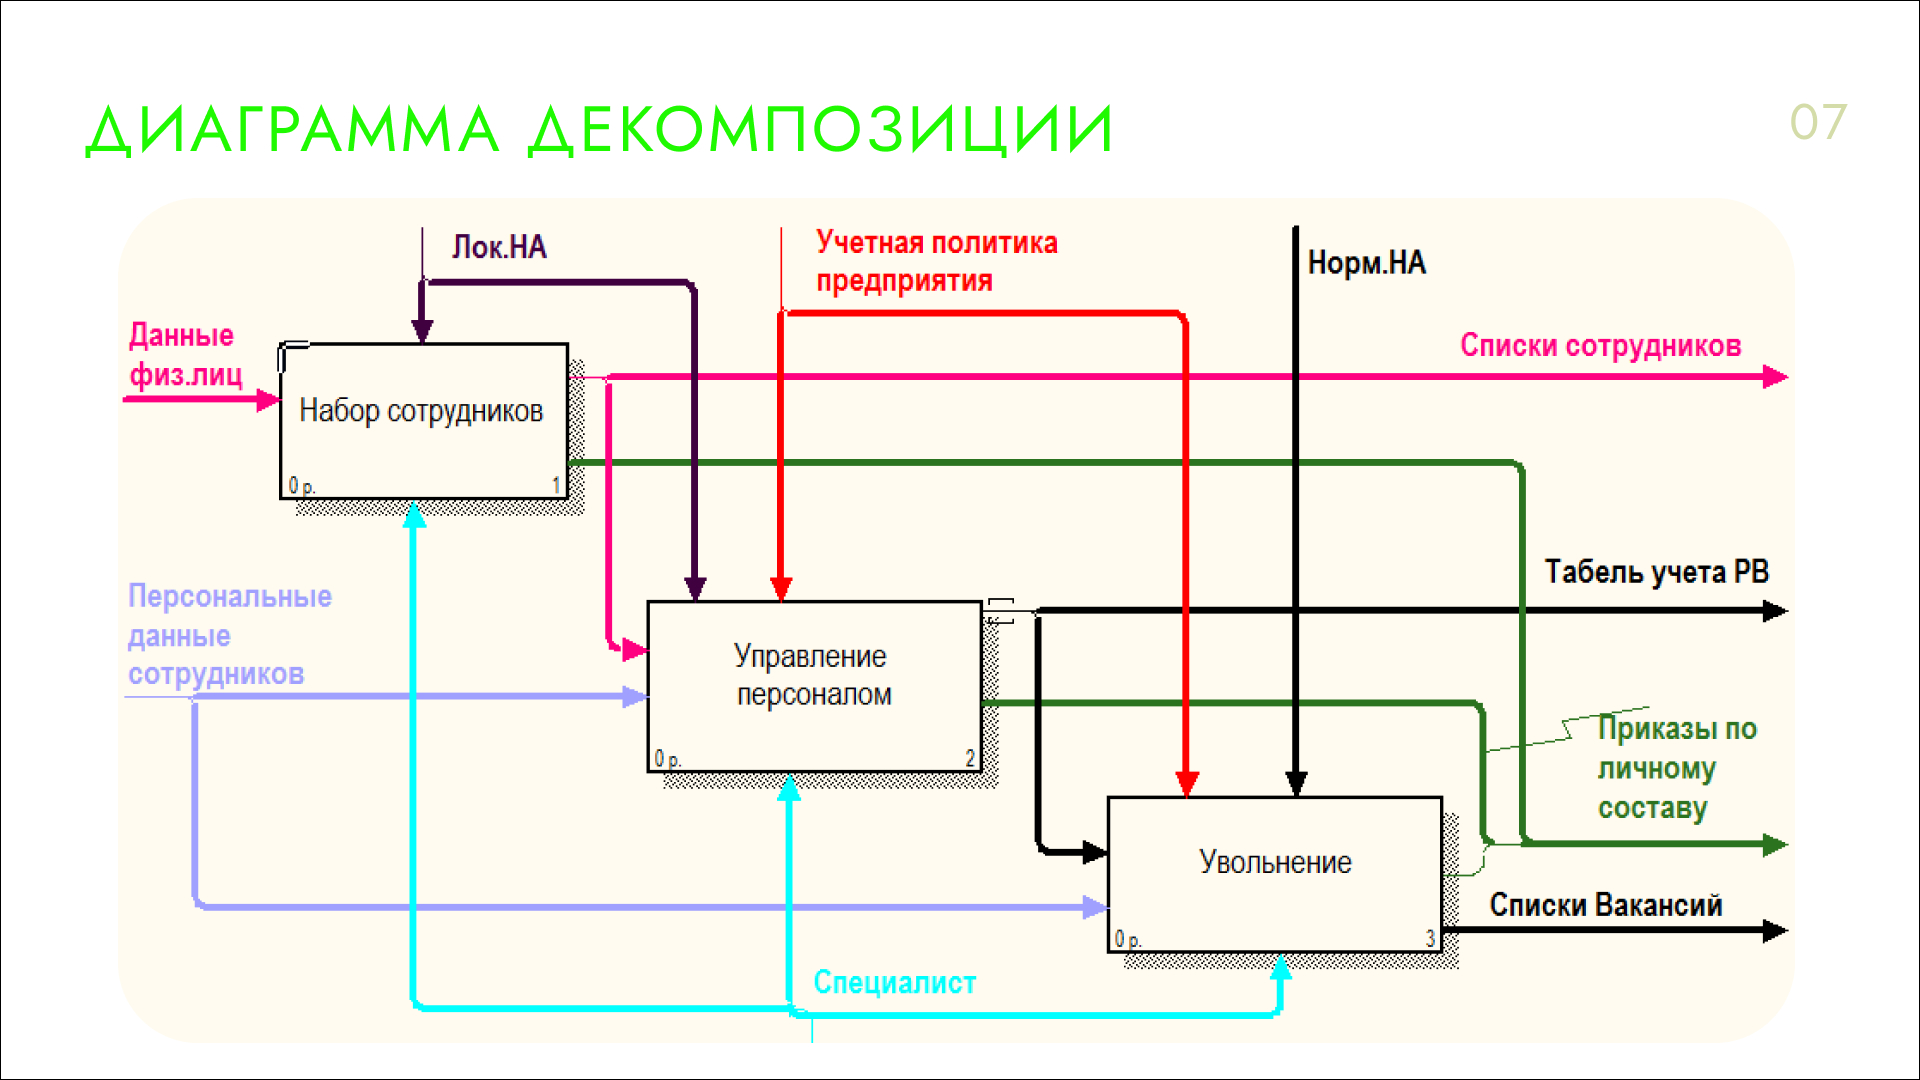 ДИАГРАММА ДЕКОМПОЗИЦИИ
07
Лок.НА
Учетная политика
предприятия
Норм.НА
Данные
физ.лиц
Списки сотрудников
Набор сотрудников
0 р.
1
Табель учета РВ
Персональные
данные
сотрудников
Управление
персоналом
0 р.
2
Приказы по
личному
составу
Увольнение
0 р.
3
Списки Вакансий
Специалист